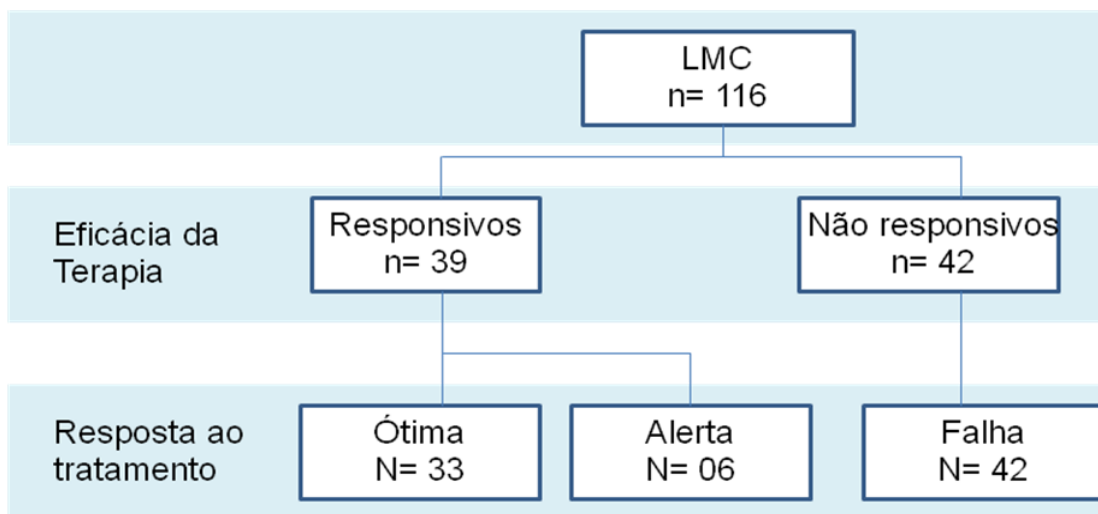 LMC
n= 116
Eficácia da
Terapia
Responsivos
n= 39
Não responsivos
n= 42
Resposta ao
tratamento
Ótima
N= 33
Alerta
N= 06
Falha
N= 42